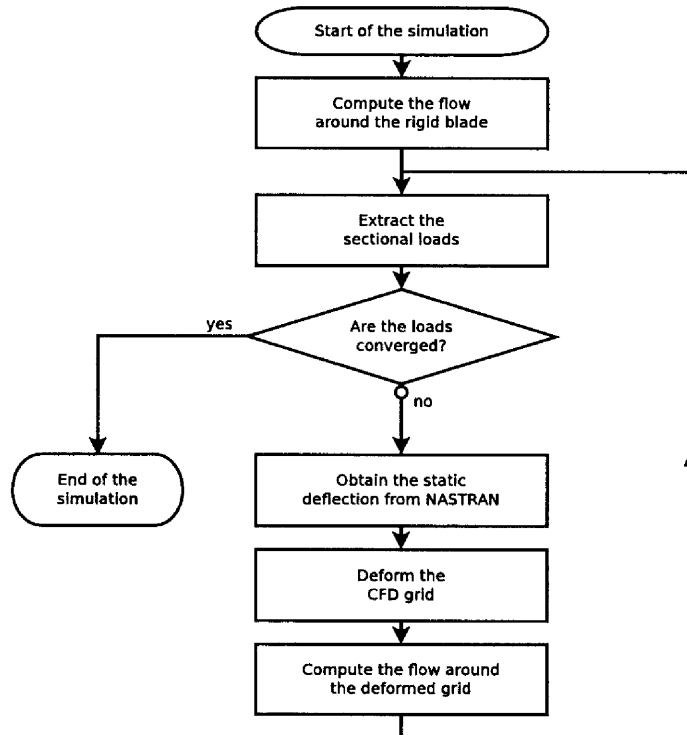 Start of the simulation
Compute the flow
around the rigid blade
Extract the
sectional loads
yes
Are the loads
converged?
no
End of the
simulation
Obtain the static
deflection from NASTRAN
Deform the
CFD grid
Compute the flow around
the deformed grid